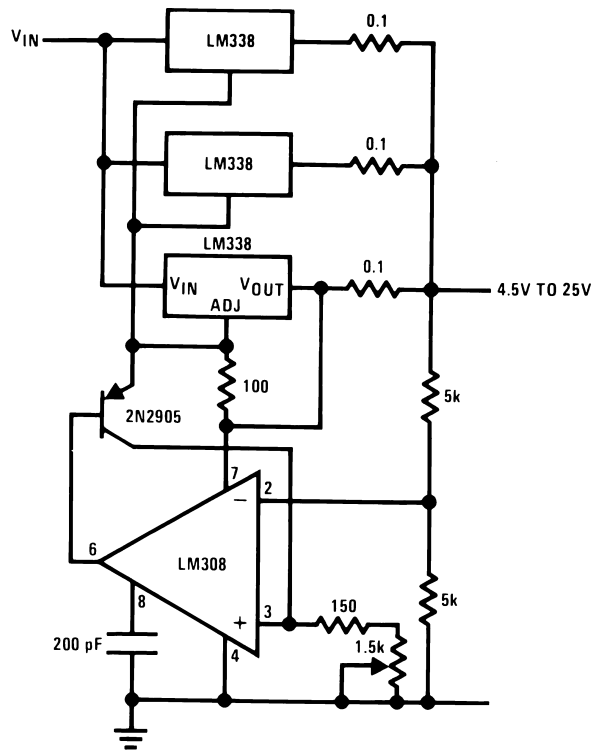 0.1
VIN
LM338
0.1
LM338
LM338
0.1
VIN
VOUT
ADJ
4.5V TO 25V
100
5k
2N2905
7
−
2
6
LM308
8
5k
+
3
150
200 pF
4
1.5k